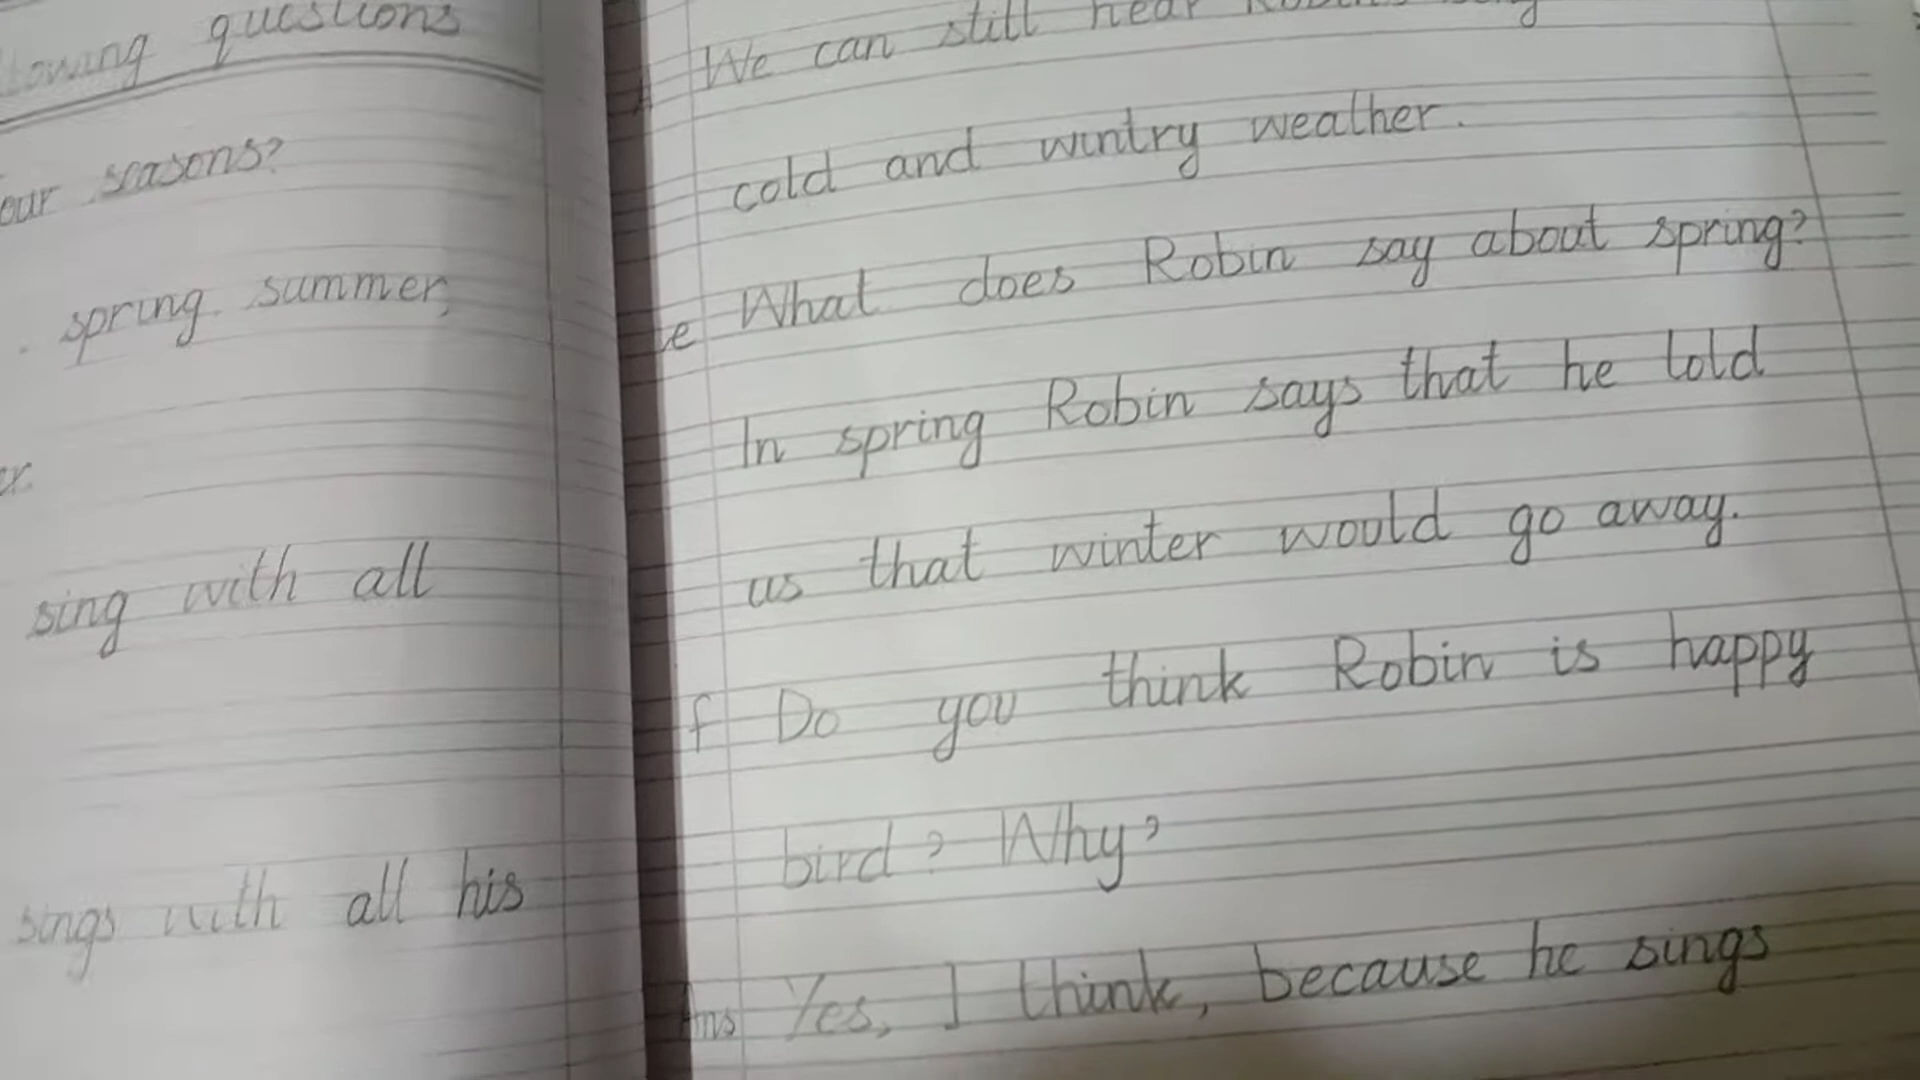 questions
seasons?
spring. summer,
sing with all
sings with all his
We can still hear
cold and wintry weather.
e What does Robin say about spring?
In spring Robin says that he told
us that winter would go away.
f Do you think Robin is happy
bird? Why?
Ans Yes, I think, because he sings